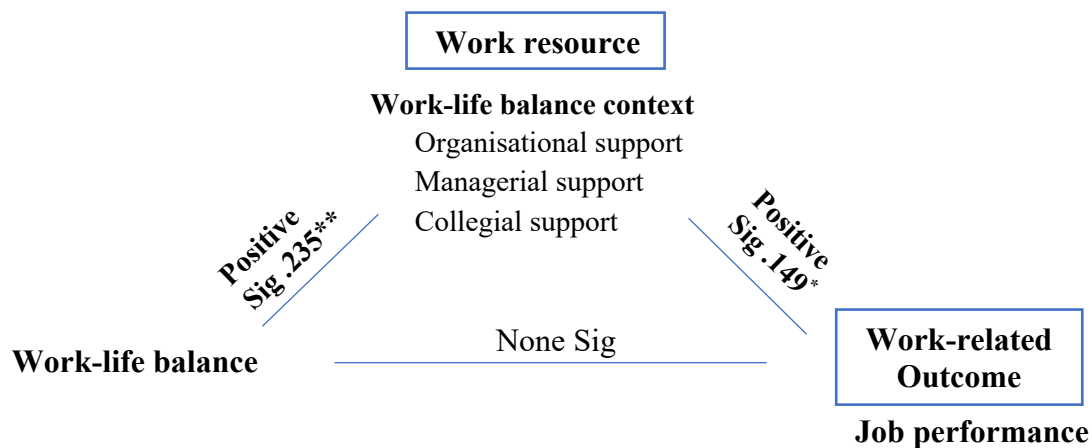 Work resource
Work-life balance context
Organisational support
Managerial support
Collegial support
Positive
Sig .235**
Positive
Sig .149*
None Sig
Work-life balance
Work-related
Outcome
Job performance